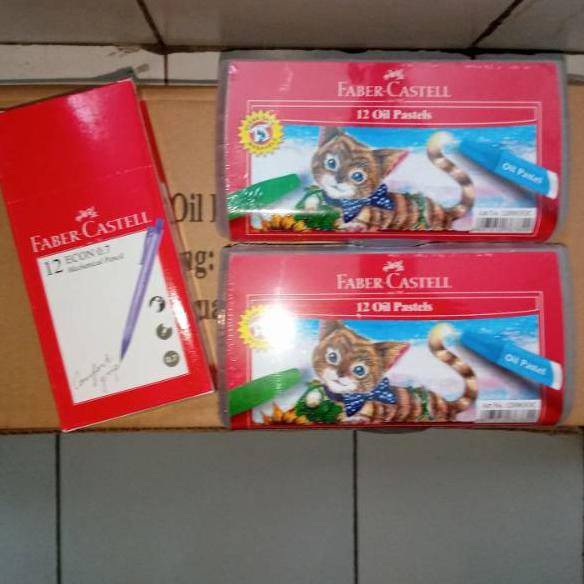 FABER-CASTELL
12 ECON 0.7
Mechanical Pencil
Comfort
grip
0.7
Oil
FABER-CASTELL
12 Oil Pastels
Oil Pastel
FABER-CASTELL
12 Oil Pastels
Oil Pastel